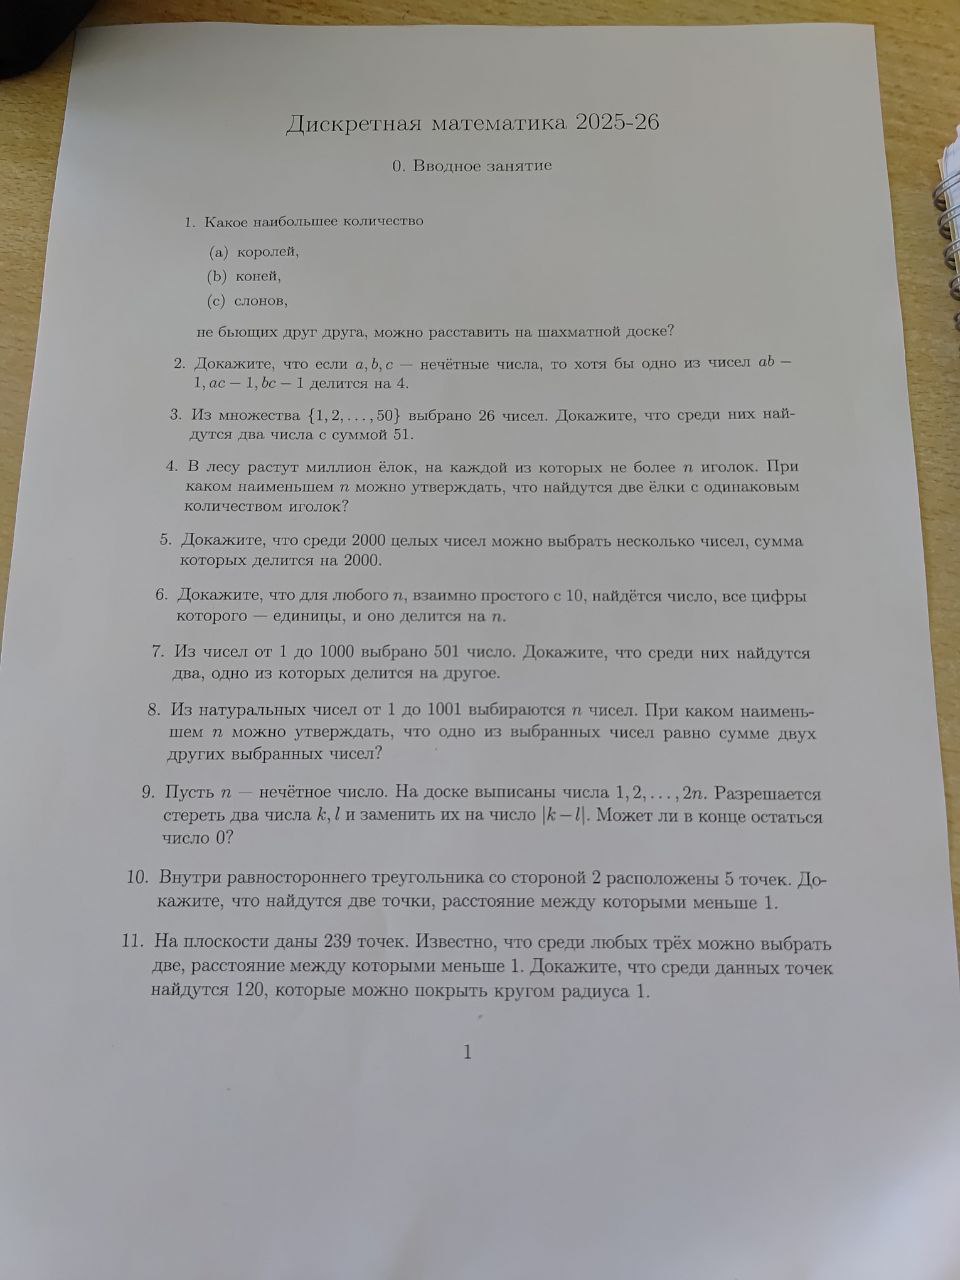 Дискретная математика 2025-26
0. Вводное занятие
1. Какое наибольшее количество
(a) королей,
(b) коней,
(c) слонов,
не бьющих друг друга, можно расставить на шахматной доске?
2. Докажите, что если a, b, c — нечётные числа, то хотя бы одно из чисел ab −
1, ac − 1, bc − 1 делится на 4.
3. Из множества {1, 2, . . . , 50} выбрано 26 чисел. Докажите, что среди них най-
дутся два числа с суммой 51.
4. В лесу растут миллион ёлок, на каждой из которых не более n иголок. При
каком наименьшем n можно утверждать, что найдутся две ёлки с одинаковым
количеством иголок?
5. Докажите, что среди 2000 целых чисел можно выбрать несколько чисел, сумма
которых делится на 2000.
6. Докажите, что для любого n, взаимно простого с 10, найдётся число, все цифры
которого — единицы, и оно делится на n.
7. Из чисел от 1 до 1000 выбрано 501 число. Докажите, что среди них найдутся
два, одно из которых делится на другое.
8. Из натуральных чисел от 1 до 1001 выбираются n чисел. При каком наимень-
шем n можно утверждать, что одно из выбранных чисел равно сумме двух
других выбранных чисел?
9. Пусть n — нечётное число. На доске выписаны числа 1, 2, . . . , 2n. Разрешается
стереть два числа k, l и заменить их на число |k − l|. Может ли в конце остаться
число 0?
10. Внутри равностороннего треугольника со стороной 2 расположены 5 точек. До-
кажите, что найдутся две точки, расстояние между которыми меньше 1.
11. На плоскости даны 239 точек. Известно, что среди любых трёх можно выбрать
две, расстояние между которыми меньше 1. Докажите, что среди данных точек
найдутся 120, которые можно покрыть кругом радиуса 1.
1